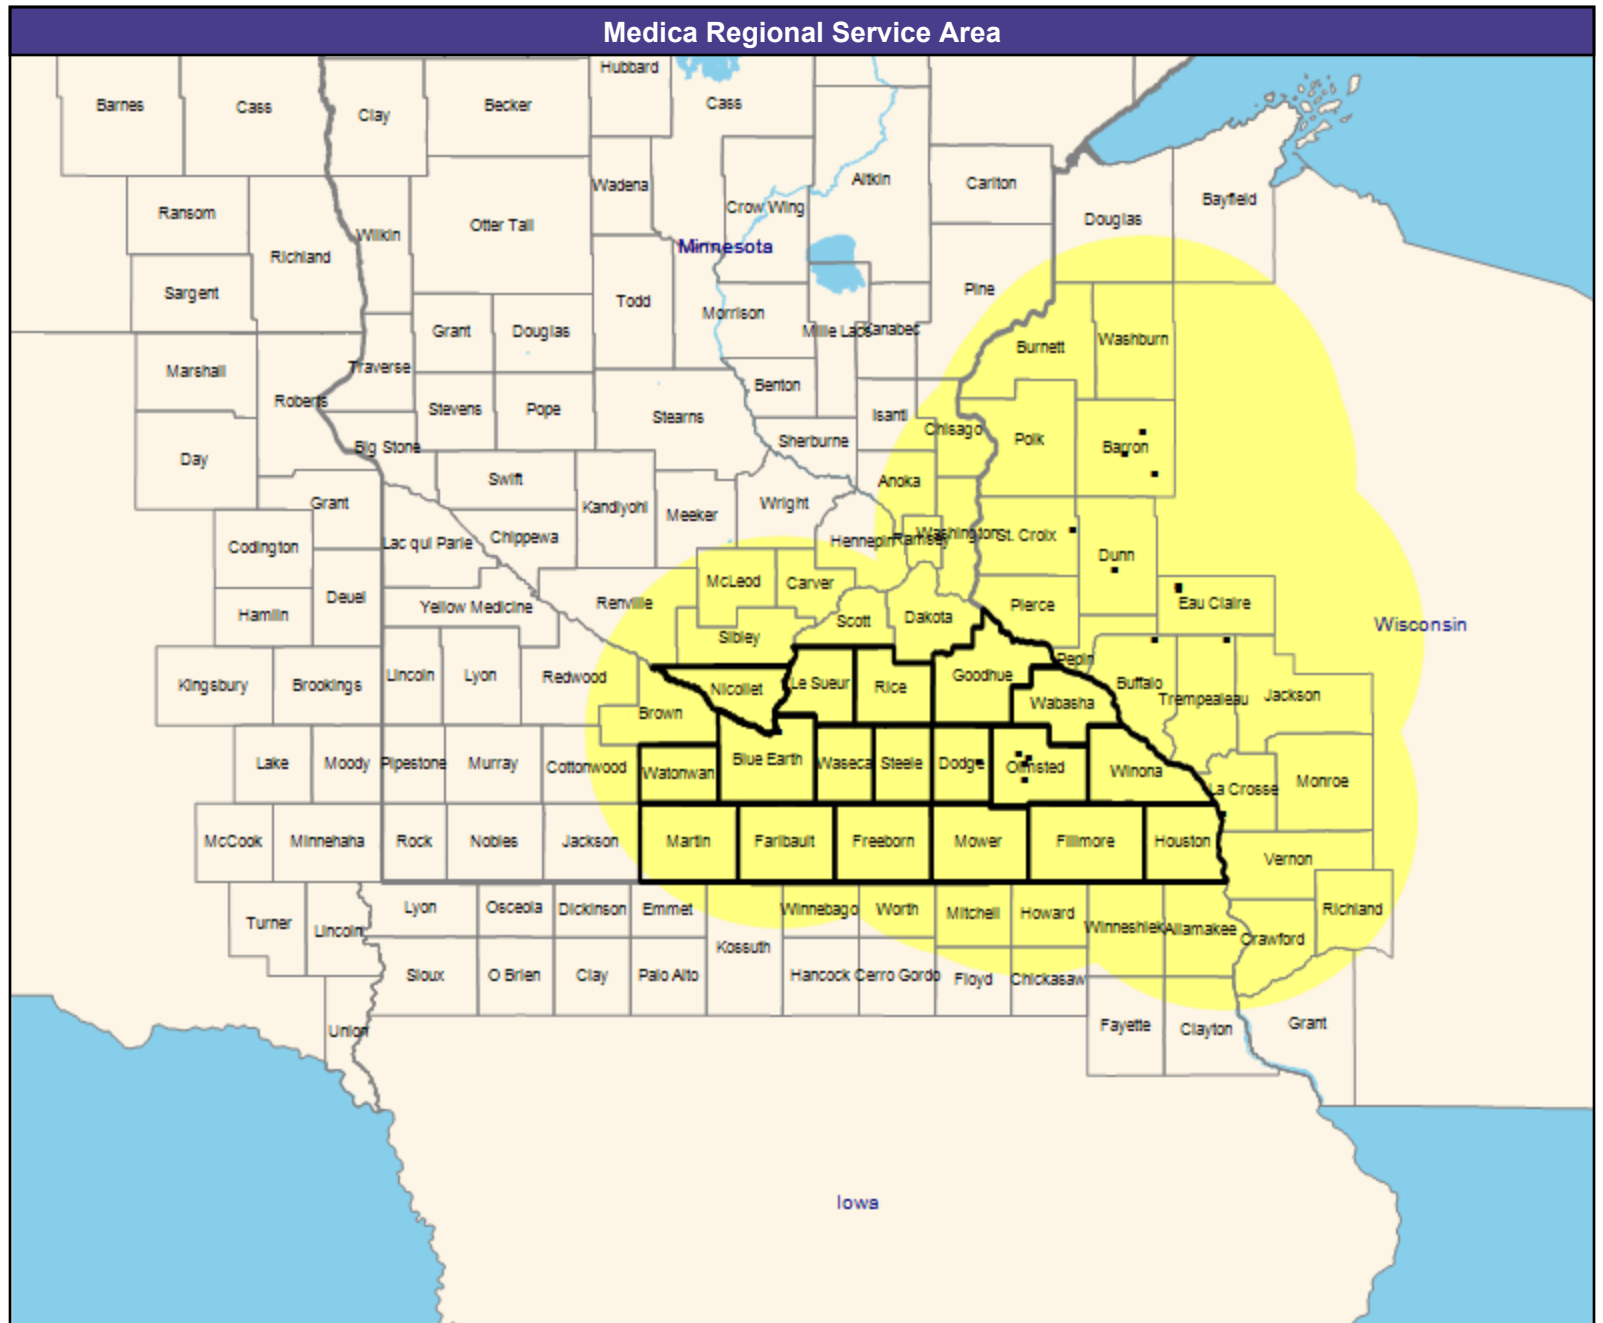 Medica Regional Service Area
Hubbard
Barnes
Cass
Clay
Becker
Cass
Wadena
Aitkin
Carlton
Ransom
Crow Wing
Bayfield
Douglas
Otter Tail
Wilkin
Minnesota
Richland
Sargent
Todd
Pine
Morrison
Grant
Douglas
Mille Lacs
Kanabec
Burnett
Washburn
Marshall
Traverse
Benton
Roberts
Stevens
Pope
Stearns
Isanti
Chisago
Polk
Barron
Big Stone
Sherburne
Day
Swift
Anoka
Grant
Kandiyohi
Meeker
Wright
Codington
Lac qui Parle
Chippewa
Hennepin
Ramsey
Washington
St. Croix
Dunn
McLeod
Carver
Deuel
Yellow Medicine
Renville
Pierce
Eau Claire
Hamlin
Scott
Dakota
Wisconsin
Sibley
Pepin
Kingsbury
Brookings
Lincoln
Lyon
Redwood
Nicollet
Le Sueur
Rice
Goodhue
Buffalo
Trempealeau
Jackson
Wabasha
Brown
Lake
Moody
Pipestone
Murray
Cottonwood
Watonwan
Blue Earth
Waseca
Steele
Dodge
Olmsted
Winona
La Crosse
Monroe
McCook
Minnehaha
Rock
Nobles
Jackson
Martin
Faribault
Freeborn
Mower
Fillmore
Houston
Vernon
Turner
Lincoln
Lyon
Osceola
Dickinson
Emmet
Winnebago
Worth
Mitchell
Howard
Winneshiek
Allamakee
Crawford
Richland
Kossuth
Sioux
O Brien
Clay
Palo Alto
Hancock
Cerro Gordo
Floyd
Chickasaw
Union
Fayette
Clayton
Grant
Iowa